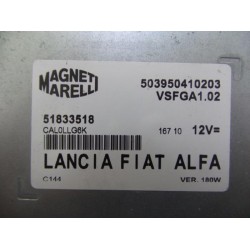 MAGNETI
MARELLI
503950410203
VSFGA1.02
51833518
CAL0LLG6K
167 10
12V=
LANCIA FIAT ALFA
C144
VER. 180W